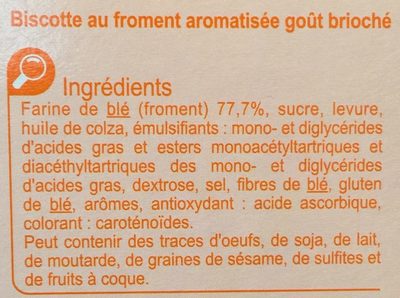 Biscotte au froment aromatisée goût brioché
Ingrédients
Farine de blé (froment) 77,7%, sucre, levure,
huile de colza, émulsifiants : mono- et diglycérides
d'acides gras et esters monoacétyltartriques et
diacéthyltartriques des mono- et diglycérides
d'acides gras, dextrose, sel, fibres de blé, gluten
de blé, arômes, antioxydant : acide ascorbique,
colorant : caroténoïdes.
Peut contenir des traces d'oeufs, de soja, de lait,
de moutarde, de graines de sésame, de sulfites et
de fruits à coque.